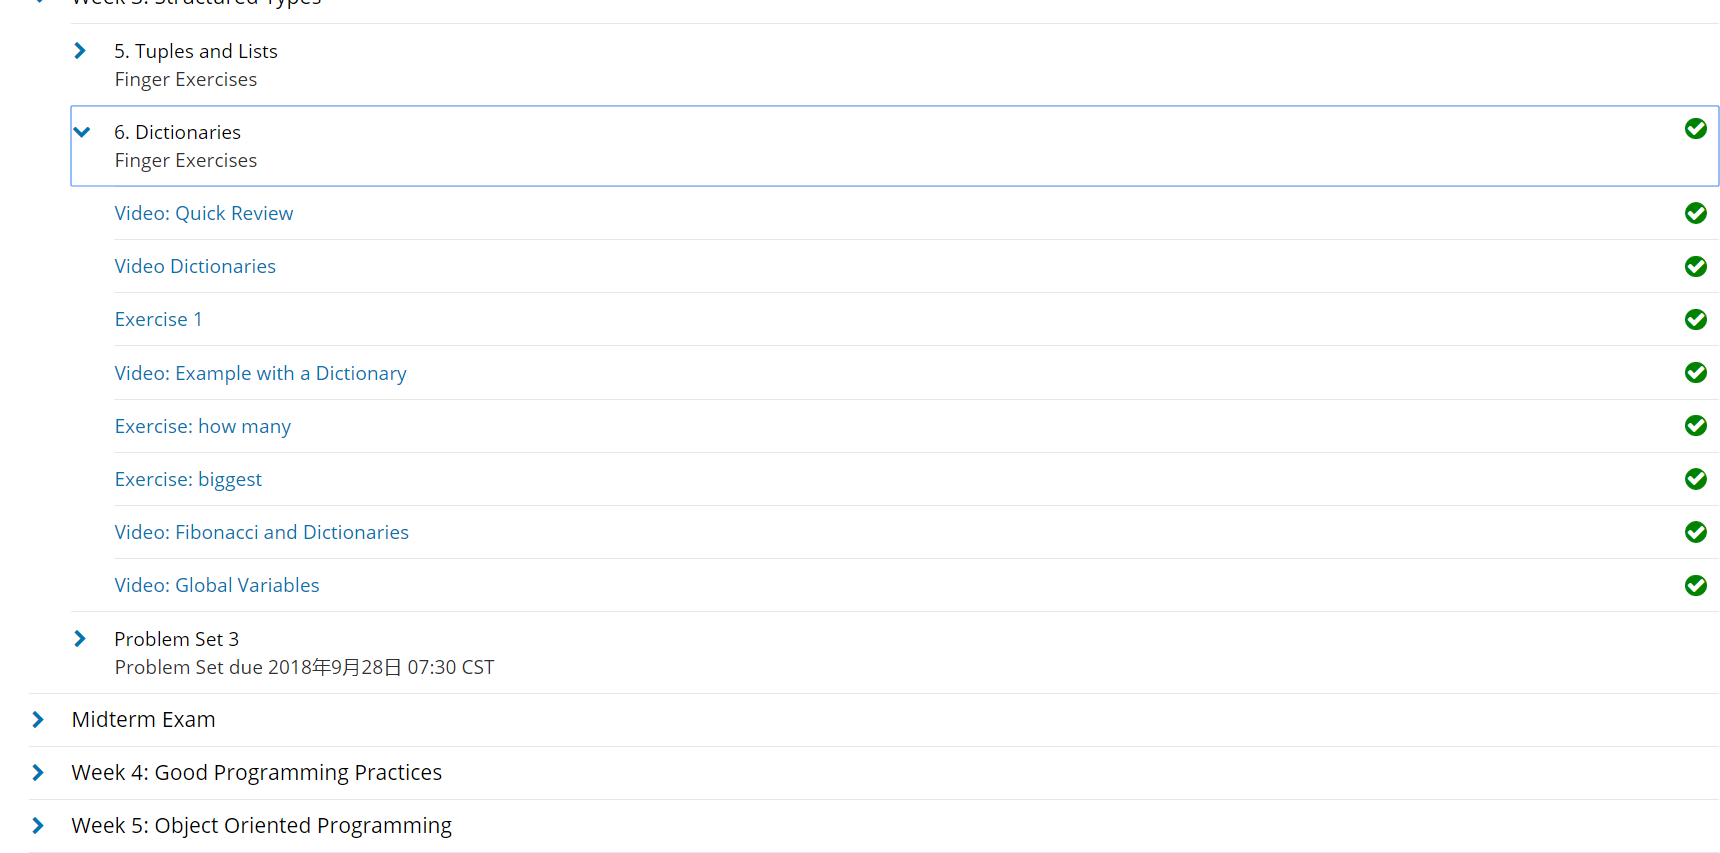 Week 3: Structured Types
5. Tuples and Lists
Finger Exercises
6. Dictionaries
Finger Exercises
Video: Quick Review
Video Dictionaries
Exercise 1
Video: Example with a Dictionary
Exercise: how many
Exercise: biggest
Video: Fibonacci and Dictionaries
Video: Global Variables
Problem Set 3
Problem Set due 2018年9月28日 07:30 CST
Midterm Exam
Week 4: Good Programming Practices
Week 5: Object Oriented Programming